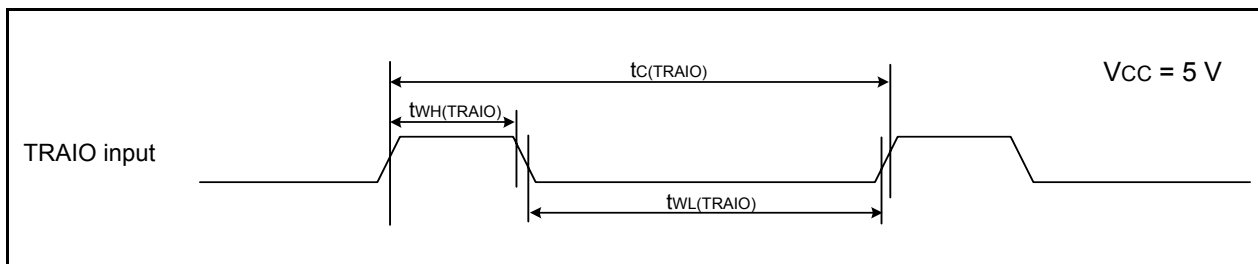 tC(TRAIO)
VCC = 5 V
tWH(TRAIO)
TRAIO input
tWL(TRAIO)